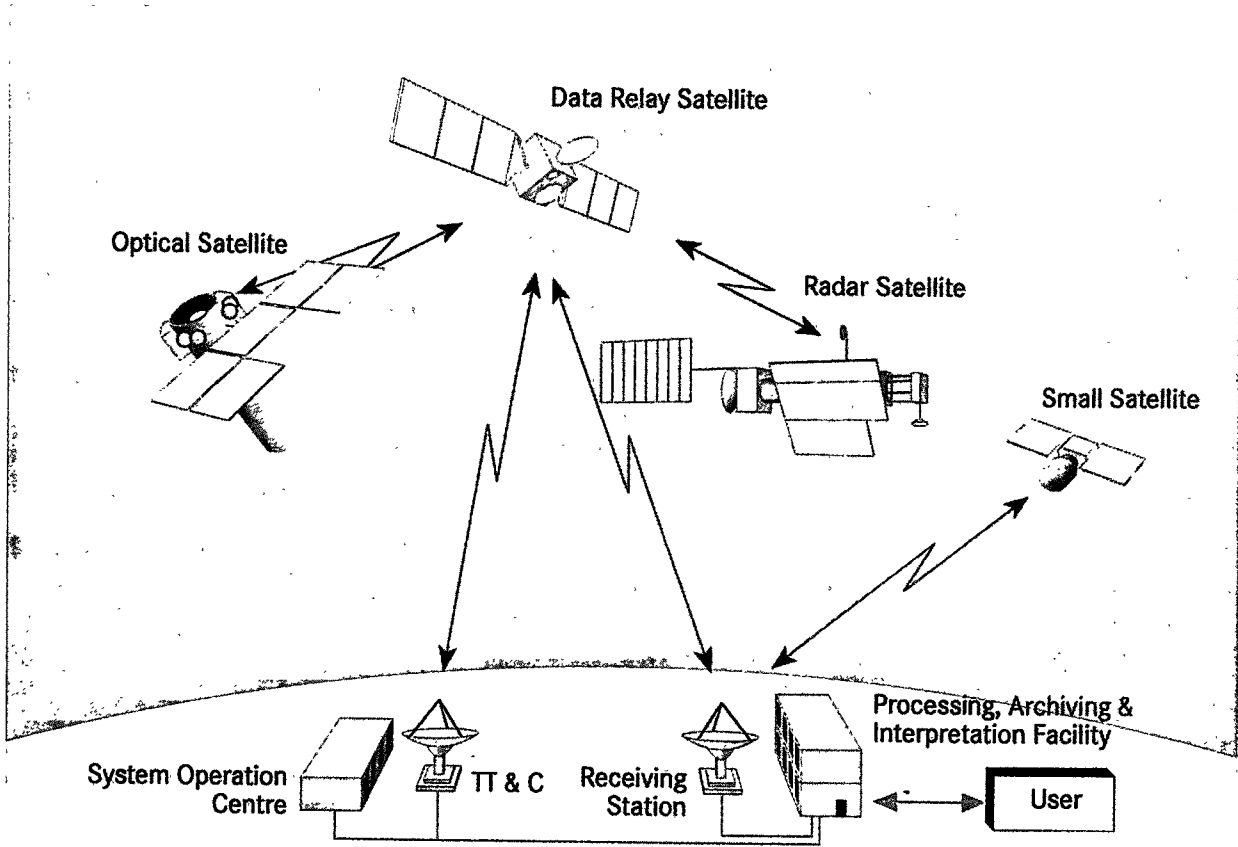 Data Relay Satellite
Optical Satellite
Radar Satellite
Small Satellite
Processing, Archiving &
Interpretation Facility
System Operation
Centre
TT & C
Receiving
Station
User